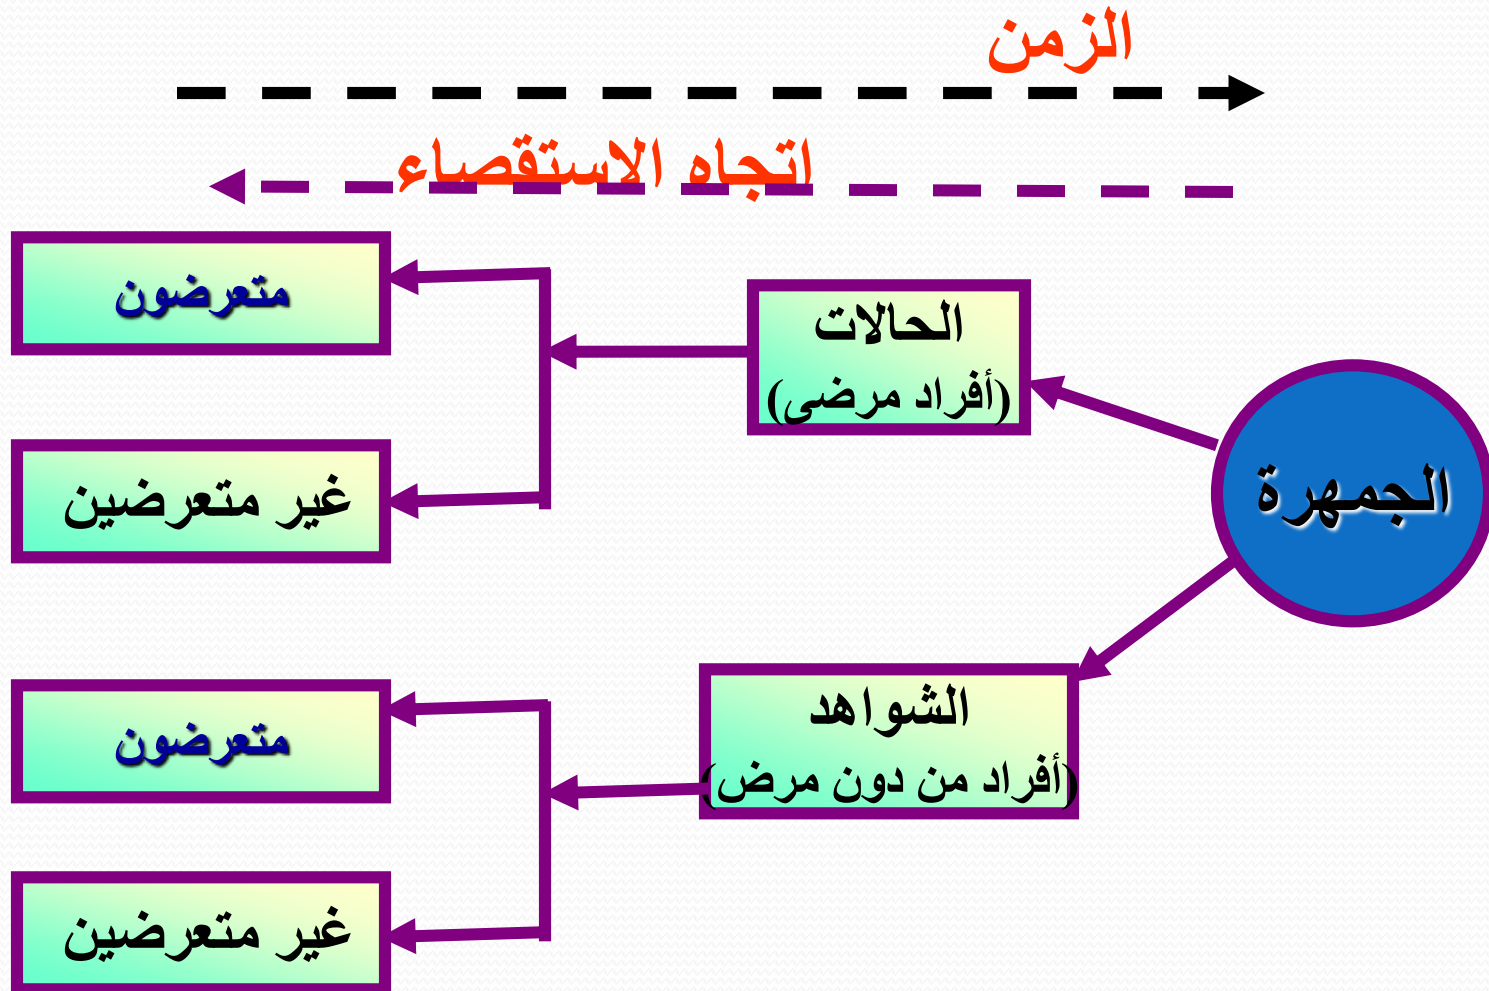 الزمن
اتجاه الاستقصاء
الجمهرة
الحالات
(أفراد مرضى)
متعرضون
غير متعرضين
الشواهد
(أفراد من دون مرض)
متعرضون
غير متعرضين